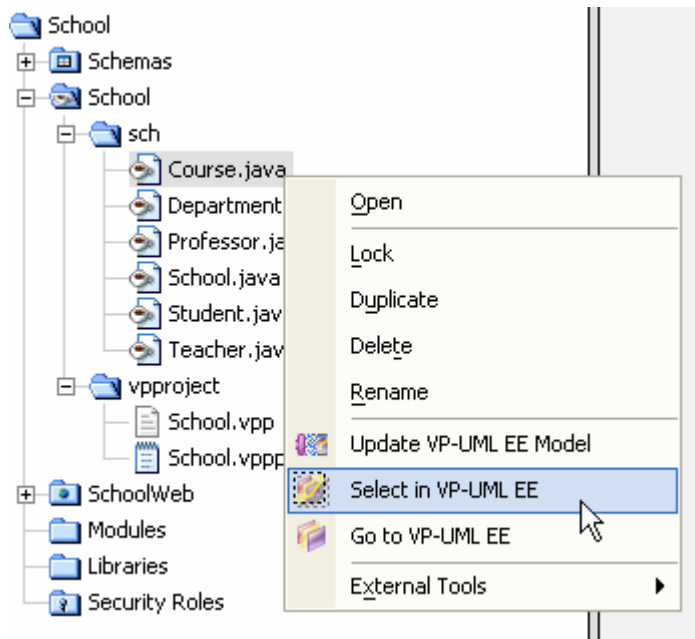 School
Schemas
School
sch
Course.java
Department
Professor.ja
School.java
Student.jav
Teacher.jav
vpproject
School.vpp
School.vppp
SchoolWeb
Modules
Libraries
Security Roles
Open
Lock
Duplicate
Delete
Rename
Update VP-UML EE Model
Select in VP-UML EE
Go to VP-UML EE
External Tools